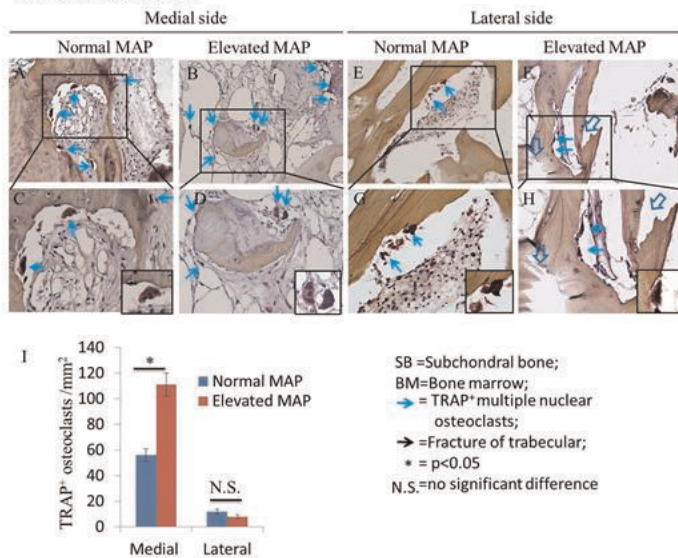 Medial side Lateral side
Normal MAP Elevated MAP Normal MAP Elevated MAP
A B E F
C D G H
I
TRAP⁺ osteoclasts /mm²
140
120
100
80
60
40
20
0
*
N.S.
Normal MAP
Elevated MAP
Medial Lateral
SB =Subchondral bone;
BM=Bone marrow;
= TRAP⁺ multiple nuclear
osteoclasts;
=Fracture of trabecular;
* = p<0.05
N.S.=no significant difference